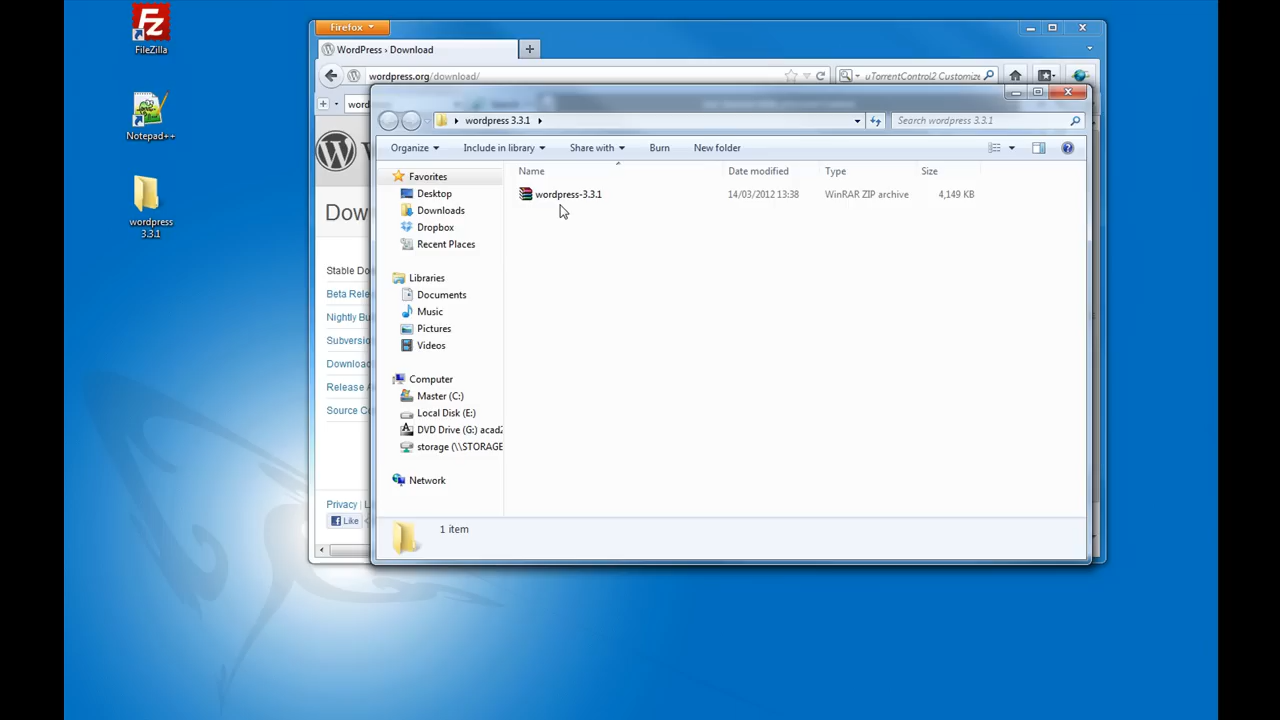 FileZilla
Notepad++
wordpress
3.3.1
Firefox
WordPress › Download
wordpress.org/download/
uTorrentControl2 Customize
word
wordpress 3.3.1
Search wordpress 3.3.1
Organize
Include in library
Share with
Burn
New folder
Favorites
Desktop
Downloads
Dropbox
Recent Places
Libraries
Documents
Music
Pictures
Videos
Computer
Master (C:)
Local Disk (E:)
DVD Drive (G:) acad2
storage (\\STORAGE
Network
Name
Date modified
Type
Size
wordpress-3.3.1
14/03/2012 13:38
WinRAR ZIP archive
4,149 KB
1 item
W
Dow
Stable Do
Beta Rele
Nightly Bu
Subversio
Download
Release A
Source Co
Privacy | L
Like